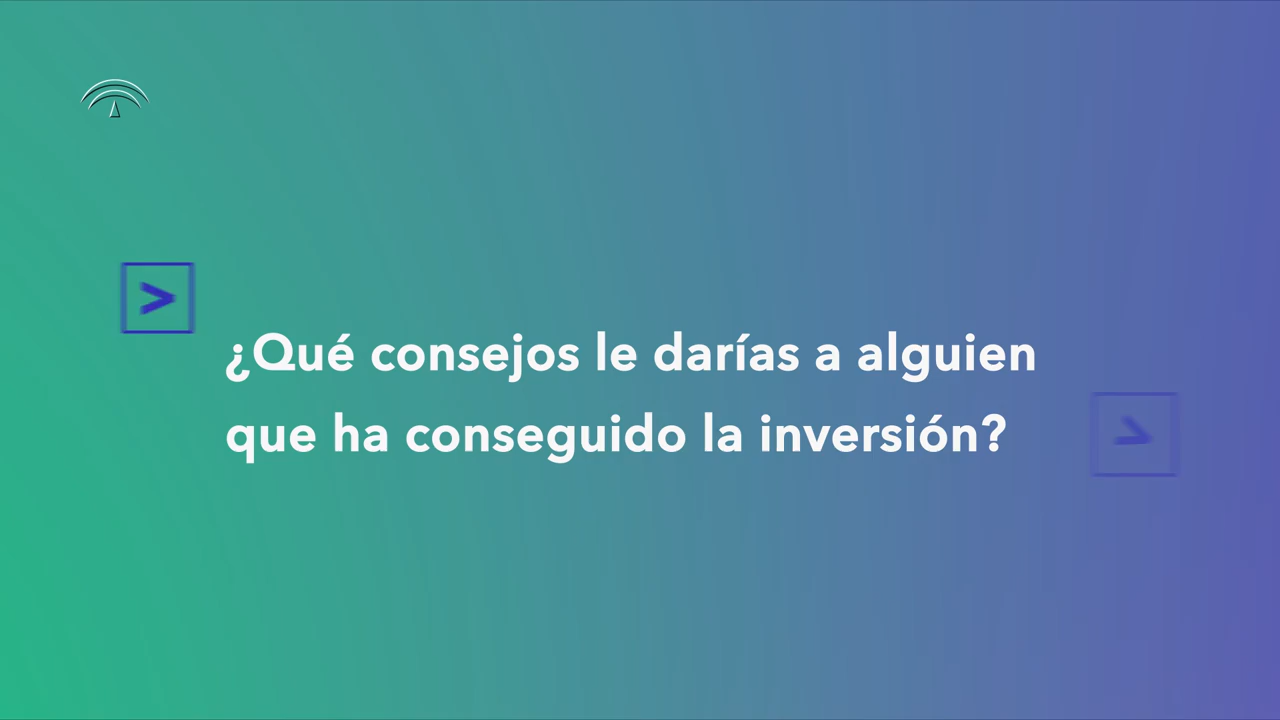 >
¿Qué consejos le darías a alguien
que ha conseguido la inversión?
>